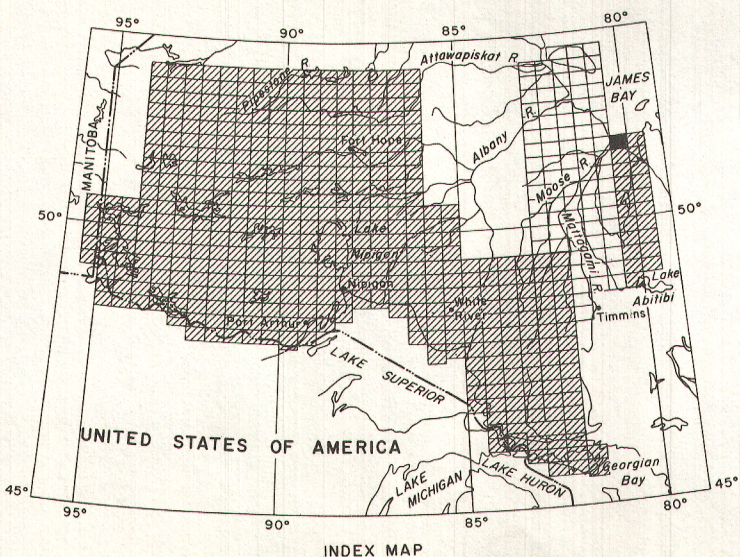 95°
90°
85°
80°
Attawapiskat R.
JAMES
BAY
Pipestone R.
MANITOBA
Fort Hope
Albany R.
Moose R.
50°
50°
Lake
Nipigon
Mattagami R.
Nipigon
Lake
Abitibi
White
River
Timmins
Port Arthur
LAKE SUPERIOR
UNITED STATES OF AMERICA
Georgian
Bay
LAKE HURON
LAKE
MICHIGAN
45°
45°
95°
90°
85°
80°
INDEX MAP